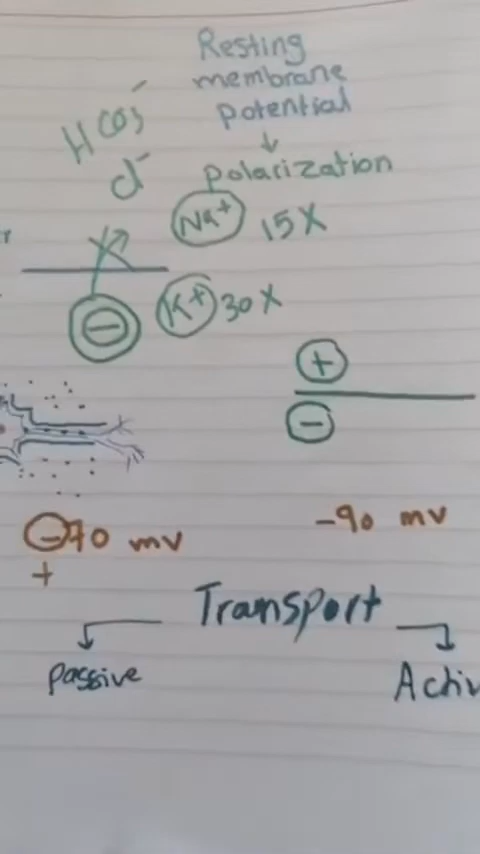 Resting
membrane
potential
↓
polarization
HCO3-
Cl-
Na+ 15X
K+ 30X
-
+
-
-70 mv
-90 mv
+
Transport
Passive
Activ